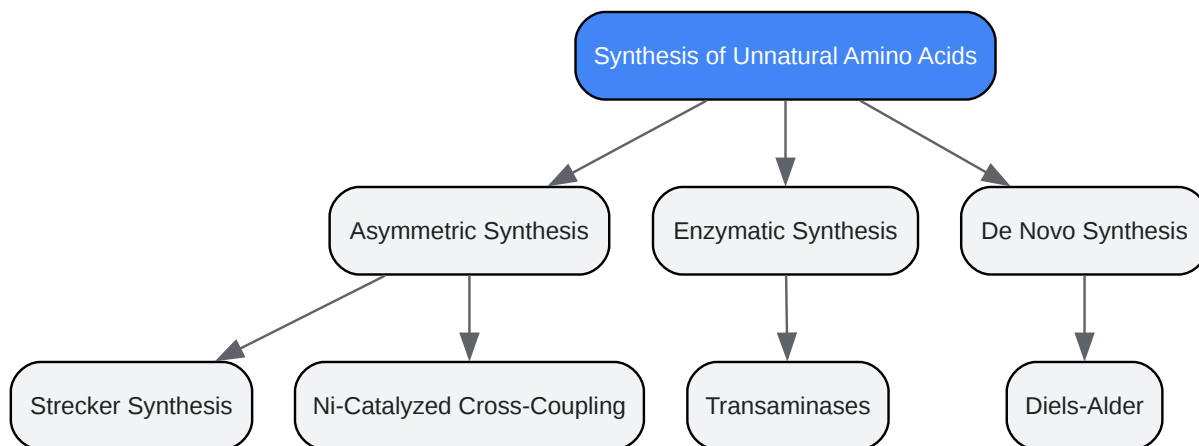 Synthesis of Unnatural Amino Acids
Asymmetric Synthesis
Enzymatic Synthesis
De Novo Synthesis
Strecker Synthesis
Ni-Catalyzed Cross-Coupling
Transaminases
Diels-Alder